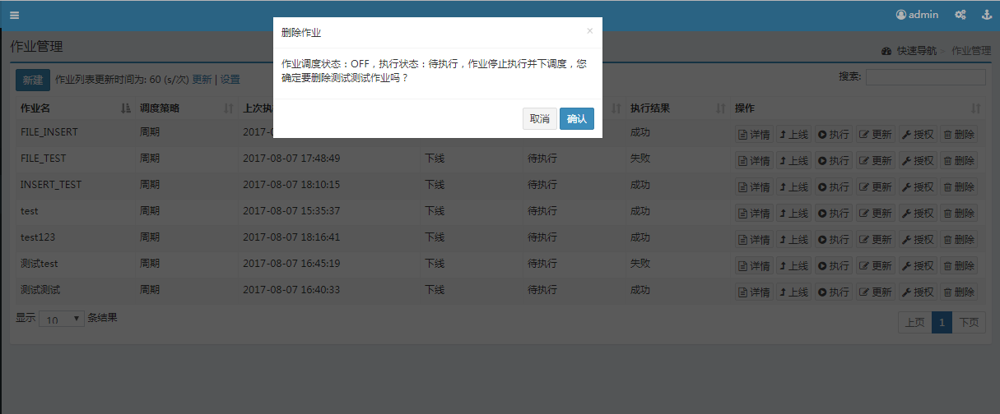 admin
作业管理
快速导航 > 作业管理
删除作业 ×
作业调度状态：OFF，执行状态：待执行，作业停止执行并下调度，您
确定要删除测试测试作业吗？
取消 确认
新建 作业列表更新时间为: 60 (s/次) 更新 | 设置
搜索:
作业名 调度策略 上次执 执行结果 操作
FILE_INSERT 周期 2017-0 成功 详情 上线 执行 更新 授权 删除
FILE_TEST 周期 2017-08-07 17:48:49 下线 待执行 失败 详情 上线 执行 更新 授权 删除
INSERT_TEST 周期 2017-08-07 18:10:15 下线 待执行 成功 详情 上线 执行 更新 授权 删除
test 周期 2017-08-07 15:35:37 下线 待执行 成功 详情 上线 执行 更新 授权 删除
test123 周期 2017-08-07 18:16:41 下线 待执行 成功 详情 上线 执行 更新 授权 删除
测试test 周期 2017-08-07 16:45:19 下线 待执行 失败 详情 上线 执行 更新 授权 删除
测试测试 周期 2017-08-07 16:40:33 下线 待执行 成功 详情 上线 执行 更新 授权 删除
显示 10 条结果
上页 1 下页